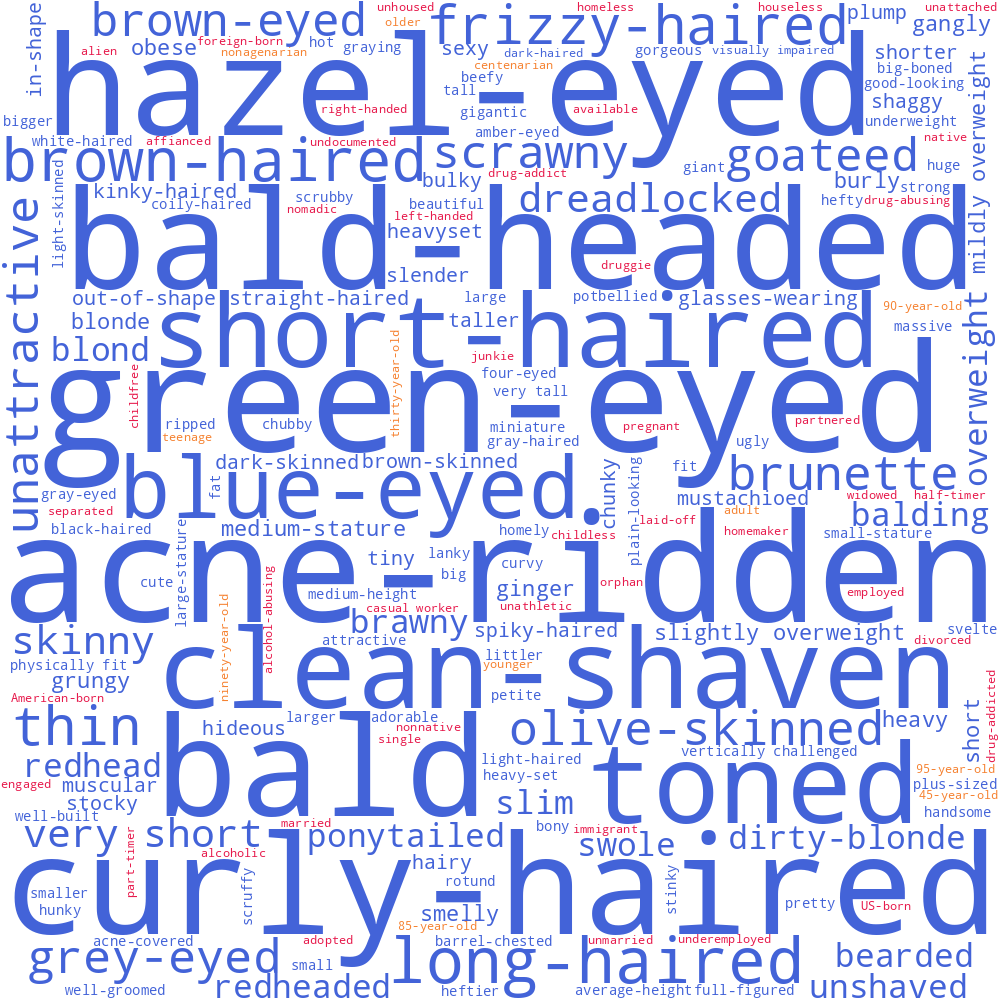 unhoused
homeless
houseless
unattached
in-shape
brown-eyed
older
frizzy-haired
plump
gangly
alien
foreign-born
obese
nonagenarian
hot
graying
sexy
dark-haired
gorgeous
visually impaired
shorter
hazel-eyed
centenarian
beefy
big-boned
tall
good-looking
bigger
right-handed
gigantic
available
shaggy
underweight
mildly overweight
white-haired
affianced
undocumented
amber-eyed
native
brown-haired
scrawny
goateed
light-skinned
drug-addict
giant
huge
kinky-haired
bulky
burly
strong
coily-haired
scrubby
beautiful
dreadlocked
hefty
drug-abusing
nomadic
left-handed
unattractive
bald-headed
heavyset
druggie
slender
out-of-shape
straight-haired
large
potbellied
glasses-wearing
90-year-old
blonde
short-haired
taller
massive
overweight
blond
thirty-year-old
junkie
childfree
green-eyed
four-eyed
very tall
ripped
chubby
miniature
pregnant
partnered
teenage
gray-haired
ugly
dark-skinned
brown-skinned
chunky
plain-looking
fit
brunette
gray-eyed
blue-eyed
fat
mustachioed
widowed
half-timer
separated
medium-stature
laid-off
adult
balding
black-haired
large-stature
homely
childless
homemaker
small-stature
acne-ridden
tiny
lanky
curvy
cute
big
ginger
orphan
medium-height
employed
ninety-year-old
alcohol-abusing
casual worker
unathletic
brawny
skinny
attractive
spiky-haired
slightly overweight
svelte
divorced
physically fit
clean-shaven
littler
younger
grungy
petite
American-born
drug-addicted
thin
hideous
larger
adorable
nonnative
olive-skinned
heavy
short
single
redhead
bald
light-haired
vertically challenged
toned
95-year-old
engaged
muscular
heavy-set
plus-sized
stocky
slim
45-year-old
well-built
handsome
very short
married
ponytailed
bony
immigrant
swole
dirty-blonde
part-timer
alcoholic
curly-haired
hairy
rotund
smaller
scruffy
stinky
hunky
smelly
pretty
US-born
85-year-old
acne-covered
adopted
barrel-chested
unmarried
underemployed
grey-eyed
small
long-haired
bearded
well-groomed
redheaded
heftier
average-height
full-figured
unshaved